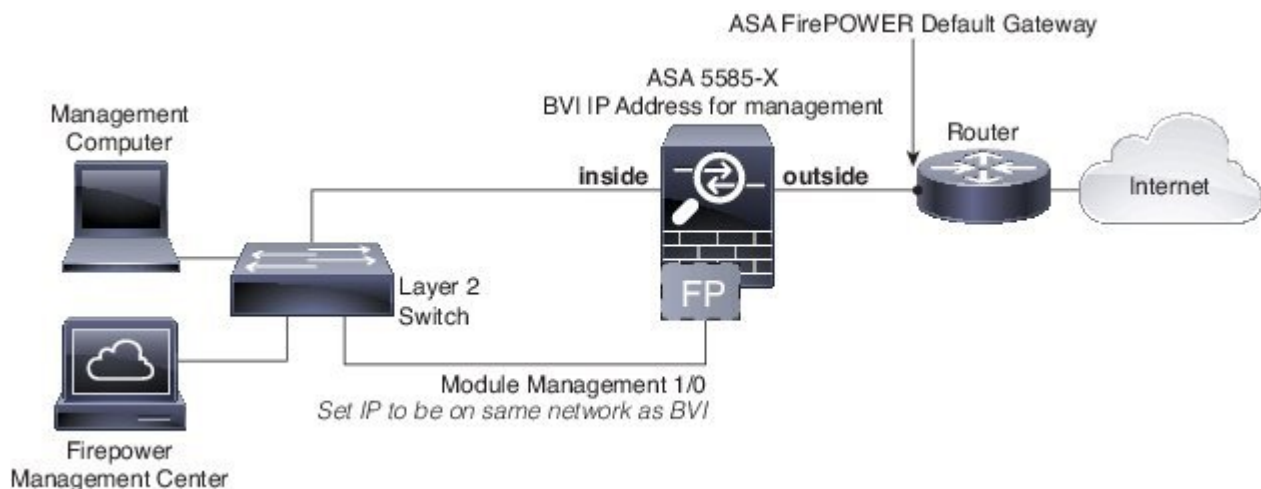 ASA FirePOWER Default Gateway
ASA 5585-X
BVI IP Address for management
Management
Computer
Router
inside
outside
Internet
Layer 2
Switch
FP
Module Management 1/0
Set IP to be on same network as BVI
Firepower
Management Center